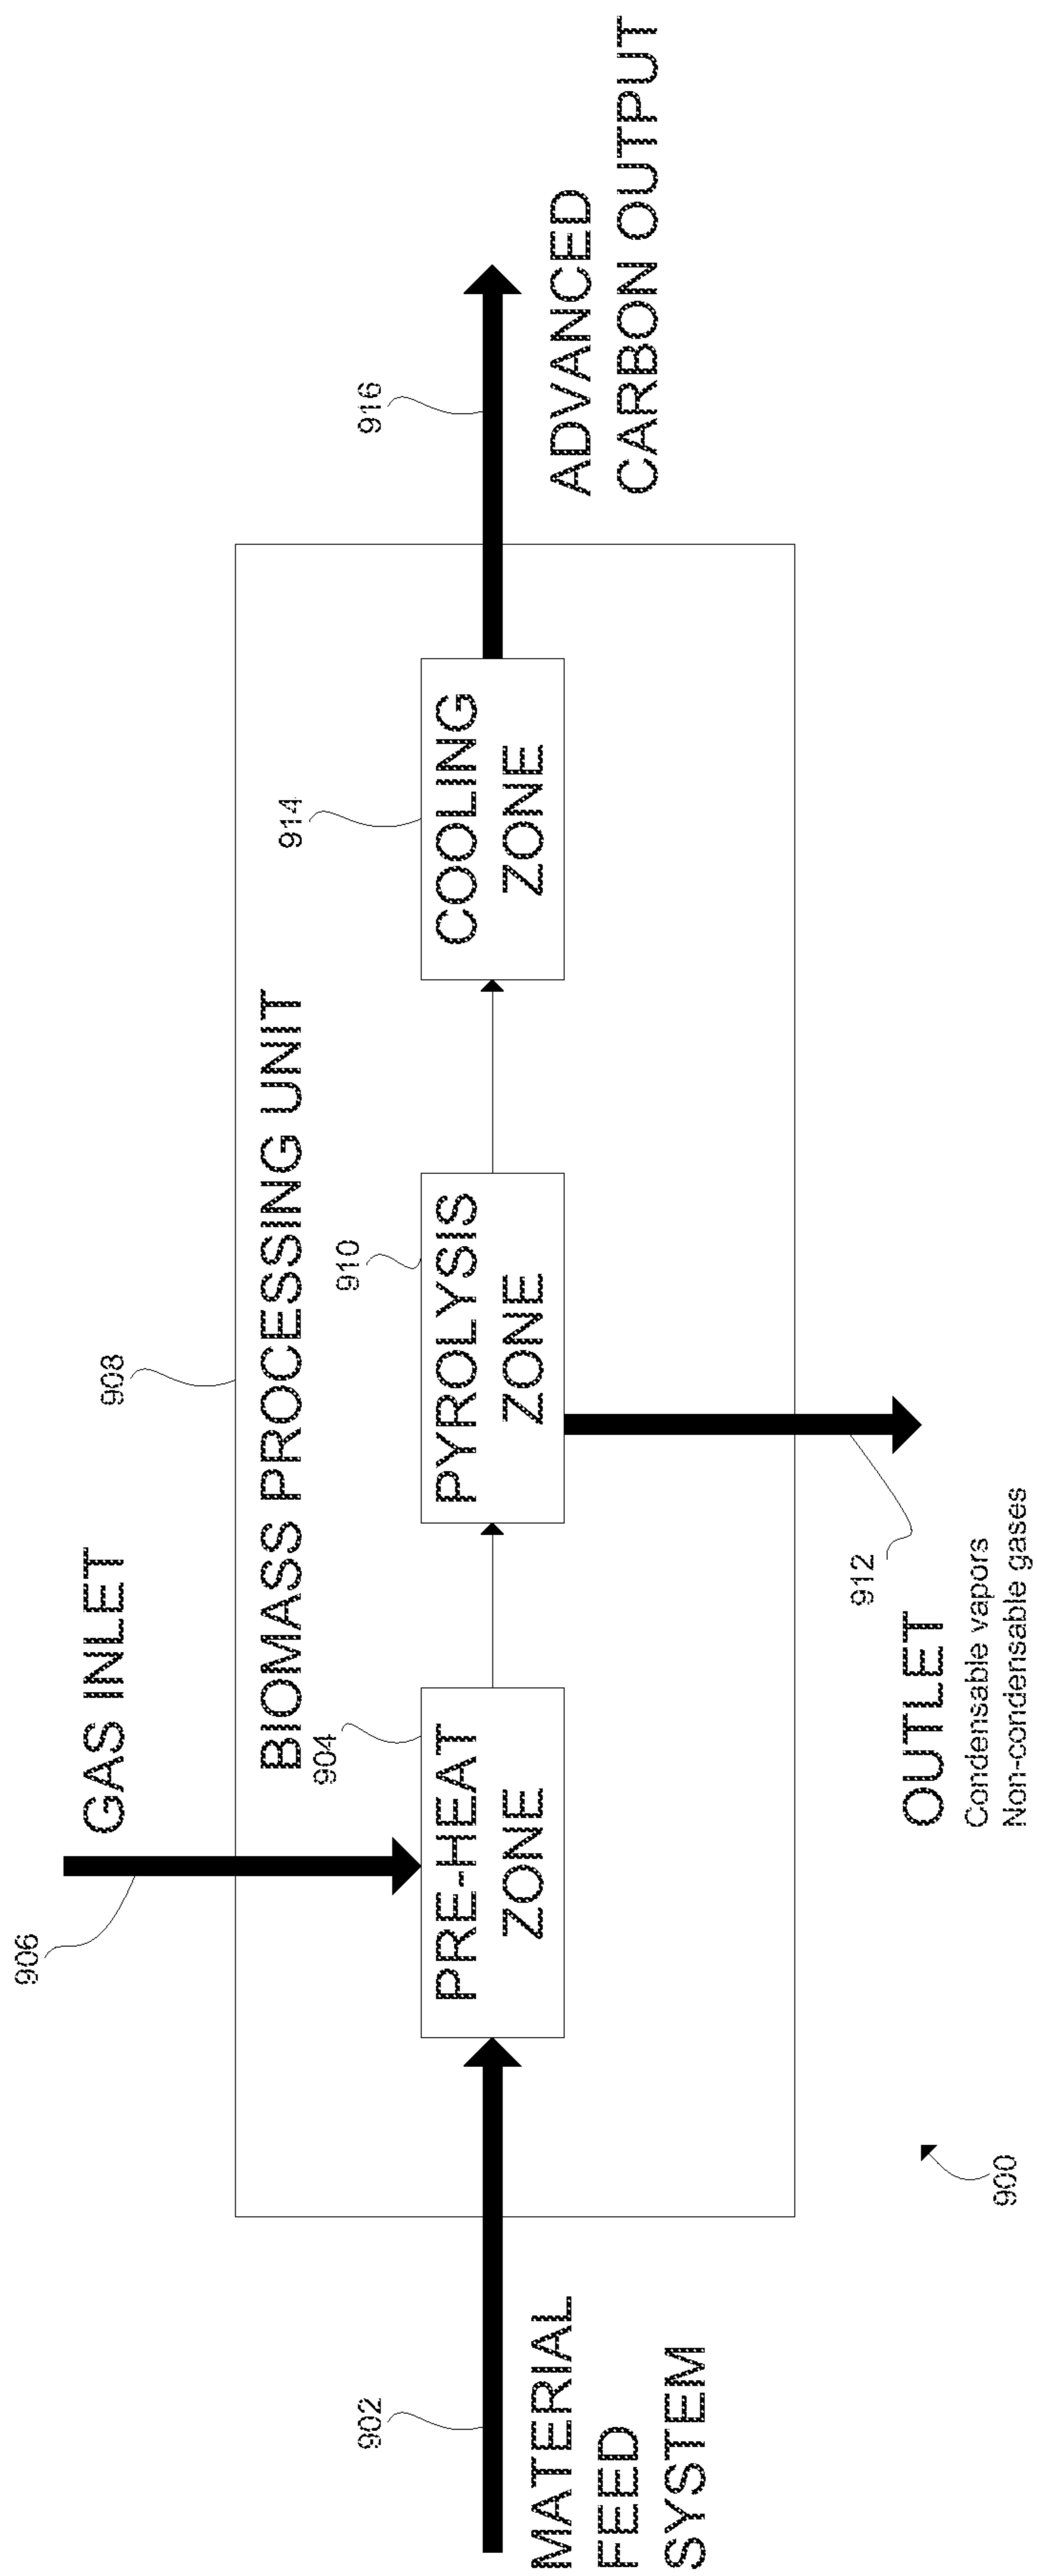 906
GAS INLET
908
BIOMASS PROCESSING UNIT
904
910
914
916
902
PRE-HEAT
ZONE
PYROLYSIS
ZONE
COOLING
ZONE
MATERIAL
FEED
SYSTEM
ADVANCED
CARBON OUTPUT
912
OUTLET
Condensable vapors
Non-condensable gases
900